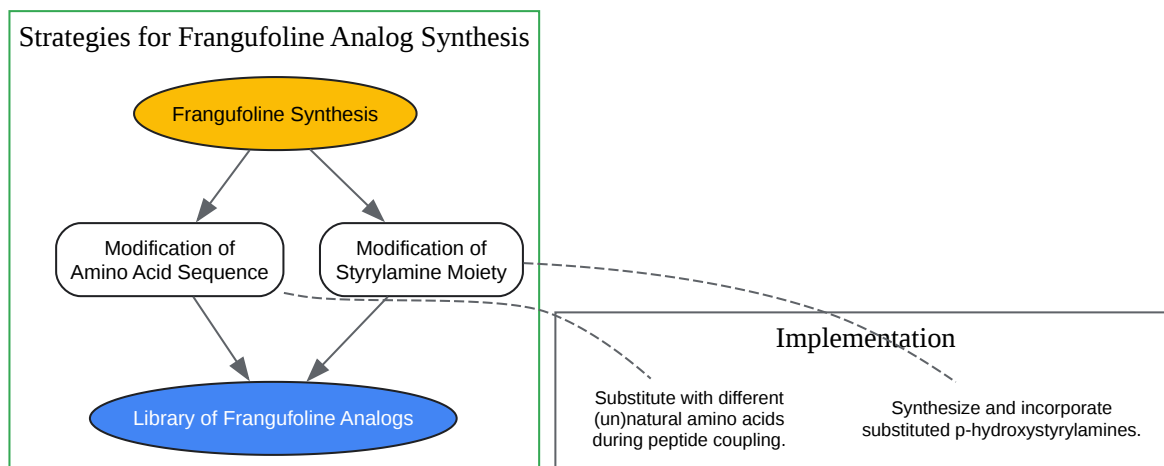 Strategies for Frangufoline Analog Synthesis
Frangufoline Synthesis
Modification of
Amino Acid Sequence
Modification of
Styrylamine Moiety
Library of Frangufoline Analogs
Implementation
Substitute with different
(un)natural amino acids
during peptide coupling.
Synthesize and incorporate
substituted p-hydroxystyrylamines.